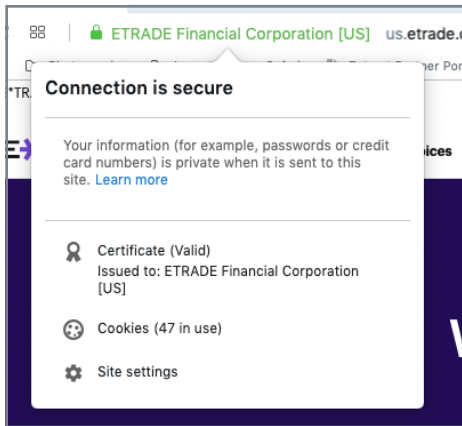 ETRADE Financial Corporation [US] us.etrade.
Connection is secure
Your information (for example, passwords or credit
card numbers) is private when it is sent to this
site. Learn more
Certificate (Valid)
Issued to: ETRADE Financial Corporation
[US]
Cookies (47 in use)
Site settings